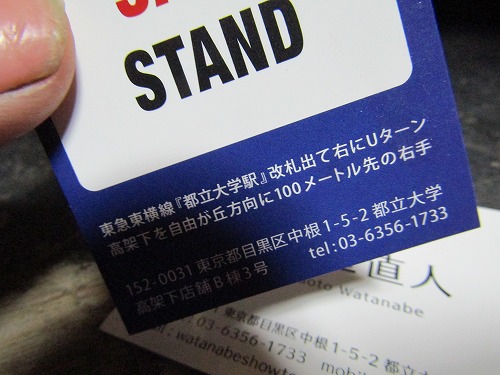 STAND
東急東横線『都立大学駅』改札出て右にUターン
高架下を自由が丘方向に100メートル先の右手
152-0031 東京都目黒区中根1-5-2 都立大学
高架下店舗B棟3号 tel:03-6356-1733
直人
Watanabe
東京都目黒区中根1-5-2 都立大
03-6356-1733